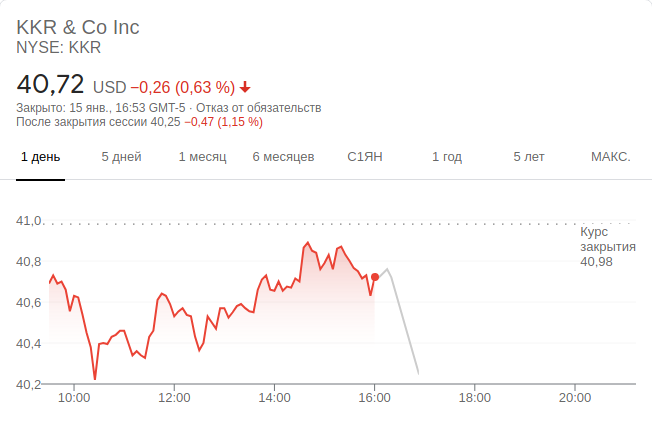 KKR & Co Inc
NYSE: KKR
40,72 USD −0,26 (0,63 %)
Закрыто: 15 янв., 16:53 GMT-5 · Отказ от обязательств
После закрытия сессии 40,25 −0,47 (1,15 %)
1 день 5 дней 1 месяц 6 месяцев С1ЯН 1 год 5 лет МАКС.
41,0
Курс
закрытия
40,98
40,8
40,6
40,4
40,2
10:00 12:00 14:00 16:00 18:00 20:00